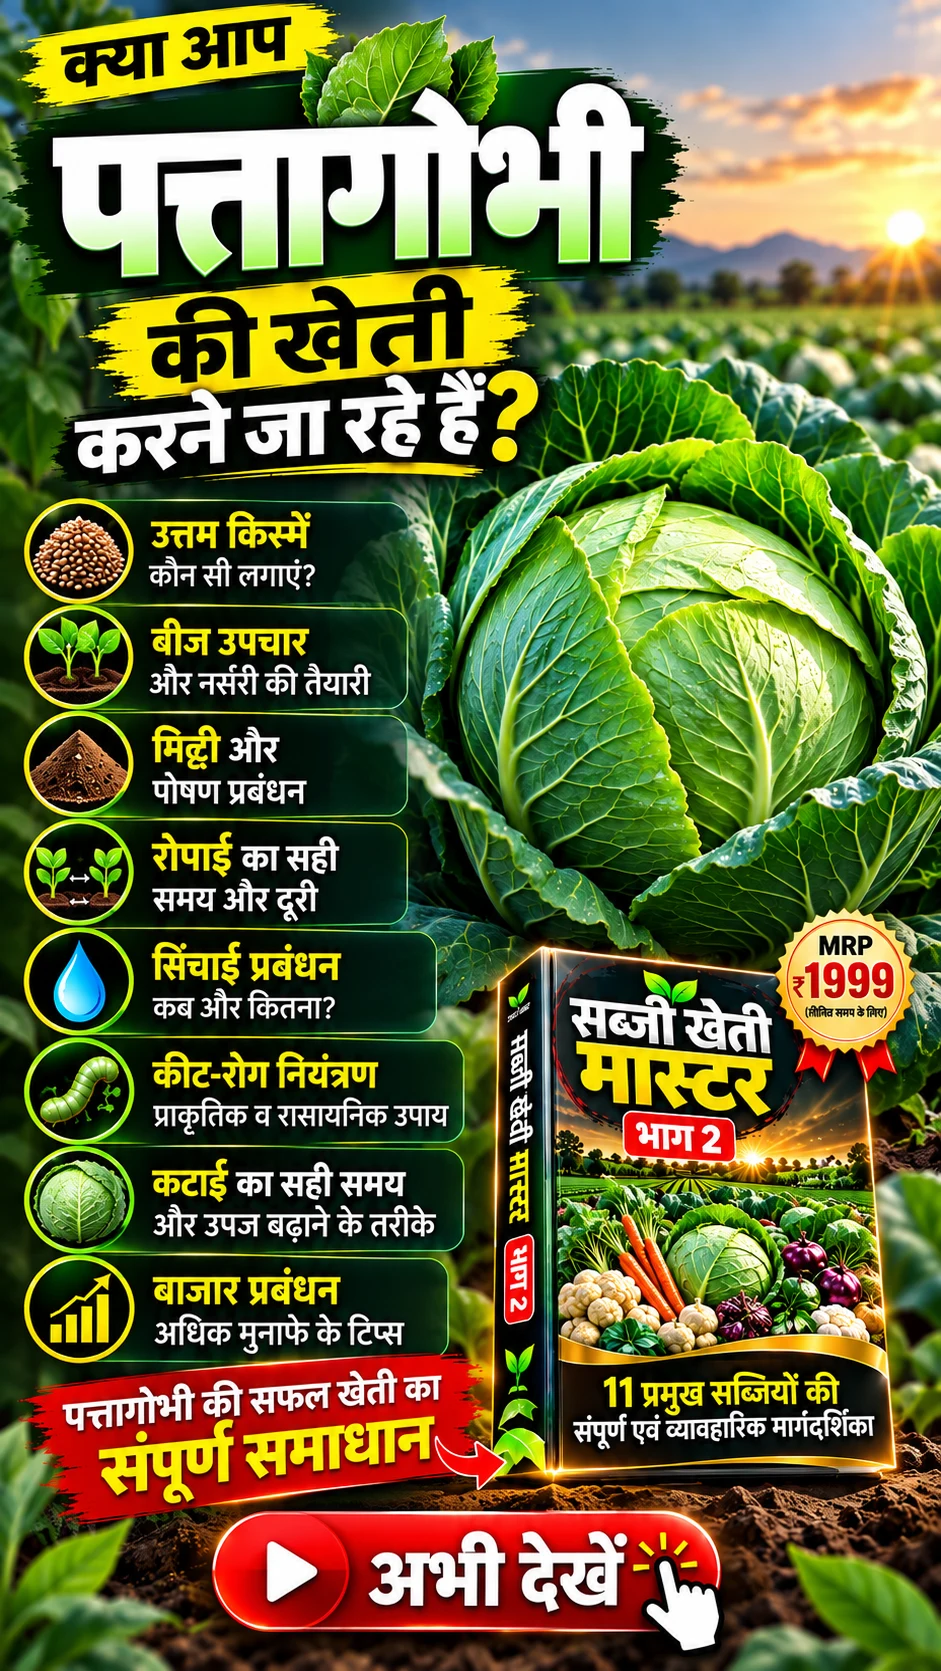 क्या आप
पत्तागोभी
की खेती
करने जा रहे हैं?
उत्तम किस्में
कौन सी लगाएं?
बीज उपचार
और नर्सरी की तैयारी
मिट्टी और
पोषण प्रबंधन
रोपाई का सही
समय और दूरी
सिंचाई प्रबंधन
कब और कितना?
कीट-रोग नियंत्रण
प्राकृतिक व रासायनिक उपाय
कटाई का सही समय
और उपज बढ़ाने के तरीके
बाजार प्रबंधन
अधिक मुनाफे के टिप्स
पत्तागोभी की सफल खेती का
संपूर्ण समाधान
MRP
₹1999
समय के लिए)
सब्जी खेती
मास्टर
भाग 2
11 प्रमुख सब्जियों की
संपूर्ण एवं व्यावहारिक मार्गदर्शिका
खेती
2
अभी देखें